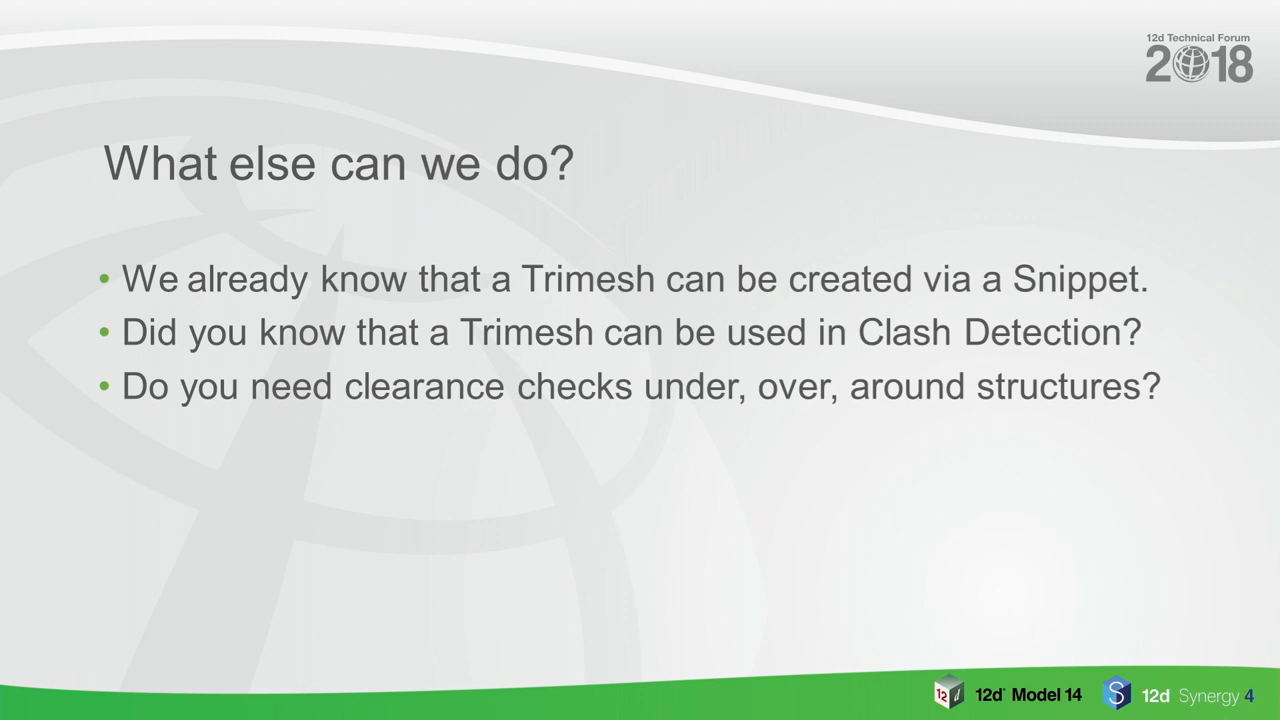 12d Technical Forum
2018
What else can we do?
• We already know that a Trimesh can be created via a Snippet.
• Did you know that a Trimesh can be used in Clash Detection?
• Do you need clearance checks under, over, around structures?
12 d 12d® Model 14 S 12d Synergy 4